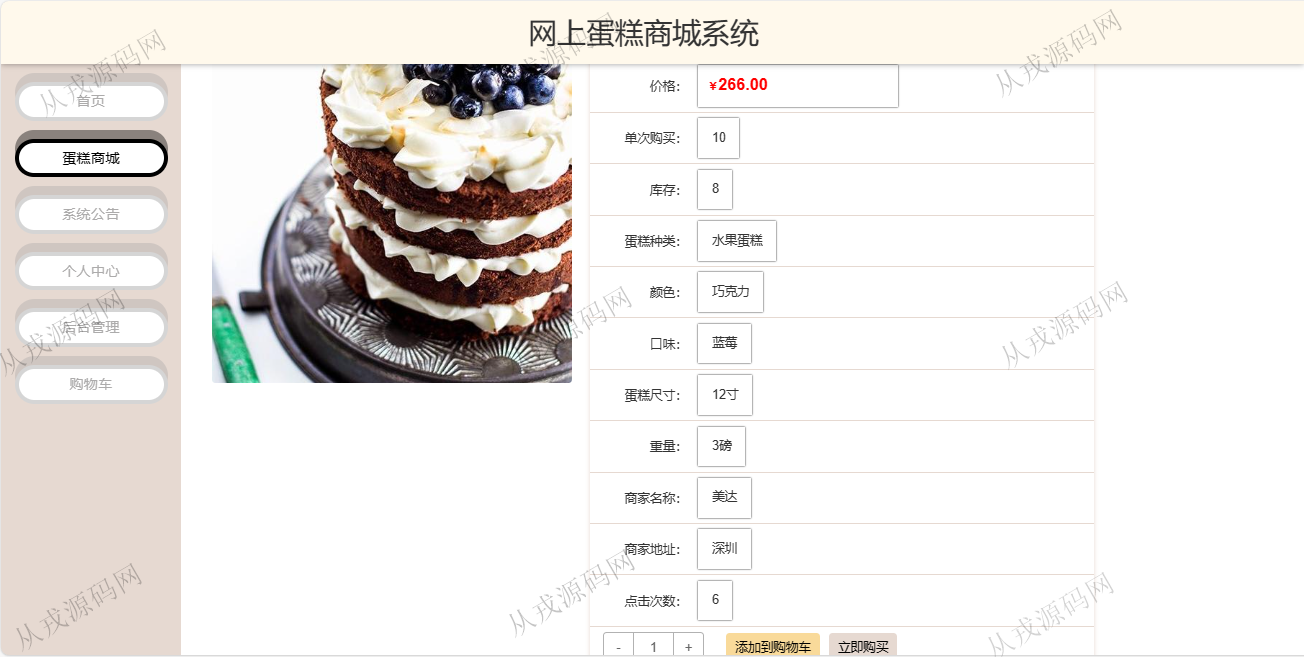 网上蛋糕商城系统
首页
蛋糕商城
系统公告
个人中心
后台管理
购物车
价格: ¥266.00
单次购买: 10
库存: 8
蛋糕种类: 水果蛋糕
颜色: 巧克力
口味: 蓝莓
蛋糕尺寸: 12寸
重量: 3磅
商家名称: 美达
商家地址: 深圳
点击次数: 6
- 1 + 添加到购物车 立即购买
从戎源码网
从戎源码网
从戎源码网
从戎源码网
从戎源码网
从戎源码网
从戎源码网
从戎源码网
从戎源码网